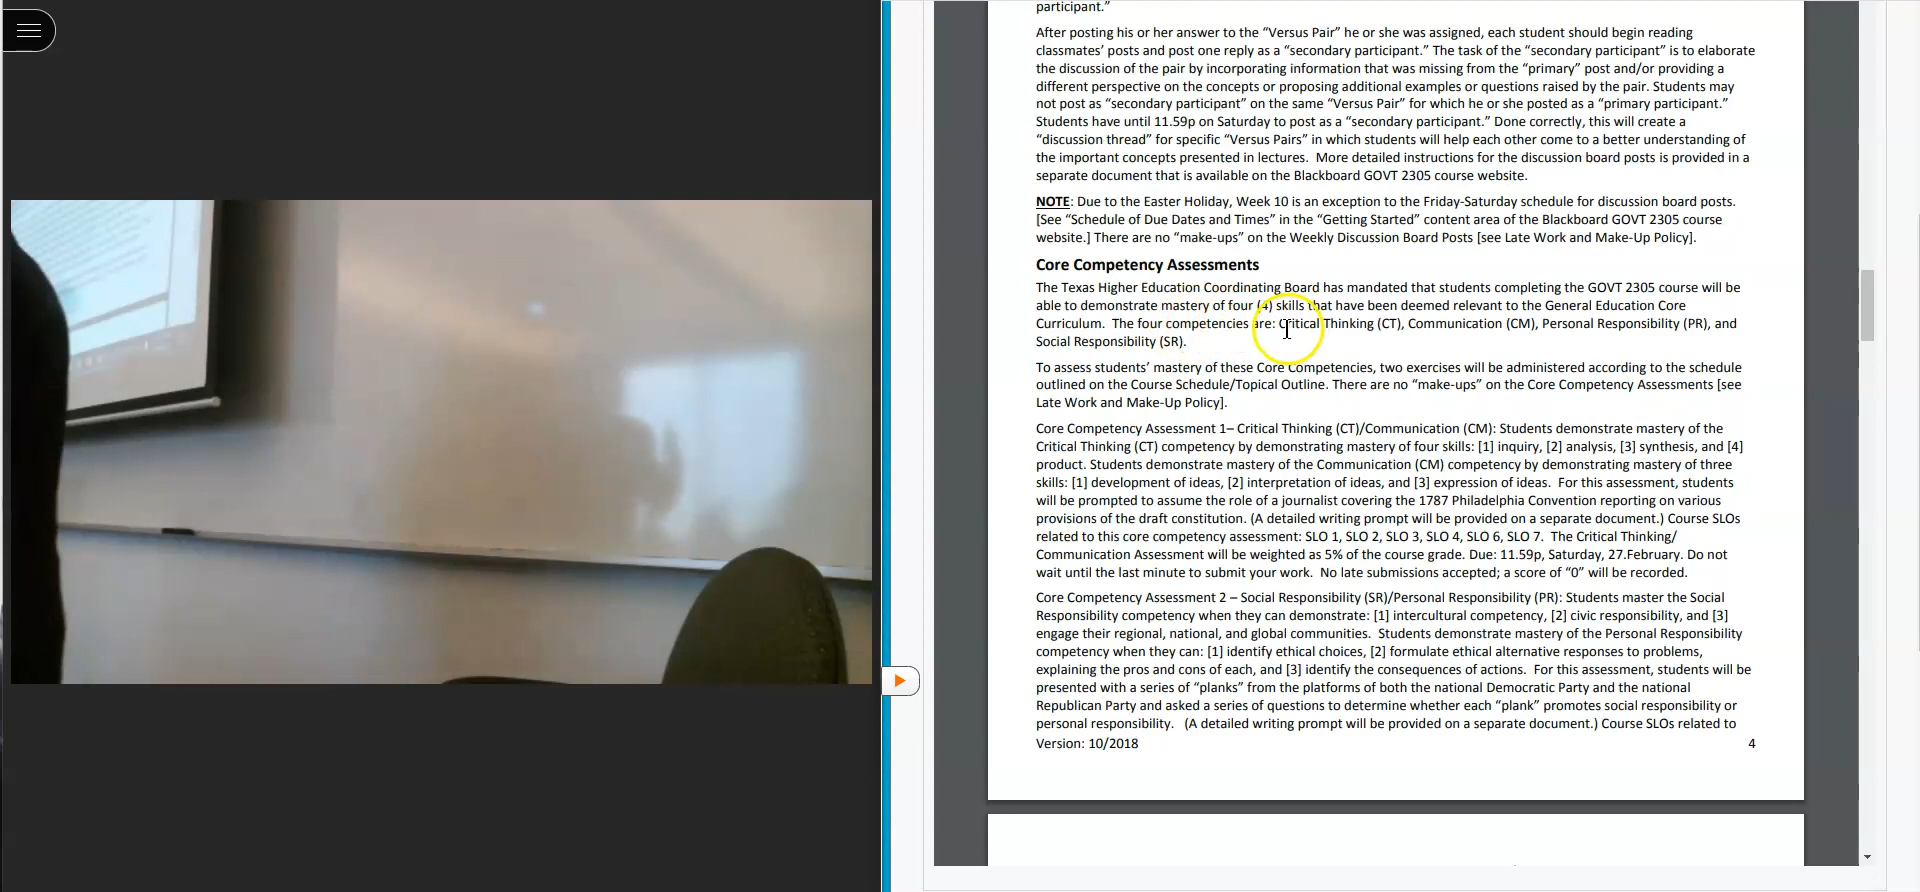 participant.”
After posting his or her answer to the “Versus Pair” he or she was assigned, each student should begin reading
classmates’ posts and post one reply as a “secondary participant.” The task of the “secondary participant” is to elaborate
the discussion of the pair by incorporating information that was missing from the “primary” post and/or providing a
different perspective on the concepts or proposing additional examples or questions raised by the pair. Students may
not post as “secondary participant” on the same “Versus Pair” for which he or she posted as a “primary participant.”
Students have until 11.59p on Saturday to post as a “secondary participant.” Done correctly, this will create a
“discussion thread” for specific “Versus Pairs” in which students will help each other come to a better understanding of
the important concepts presented in lectures.  More detailed instructions for the discussion board posts is provided in a
separate document that is available on the Blackboard GOVT 2305 course website.
NOTE: Due to the Easter Holiday, Week 10 is an exception to the Friday-Saturday schedule for discussion board posts.
[See “Schedule of Due Dates and Times” in the “Getting Started” content area of the Blackboard GOVT 2305 course
website.] There are no “make-ups” on the Weekly Discussion Board Posts [see Late Work and Make-Up Policy].
Core Competency Assessments
The Texas Higher Education Coordinating Board has mandated that students completing the GOVT 2305 course will be
able to demonstrate mastery of four (4) skills that have been deemed relevant to the General Education Core
Curriculum.  The four competencies are: Critical Thinking (CT), Communication (CM), Personal Responsibility (PR), and
Social Responsibility (SR).
To assess students’ mastery of these Core Competencies, two exercises will be administered according to the schedule
outlined on the Course Schedule/Topical Outline. There are no “make-ups” on the Core Competency Assessments [see
Late Work and Make-Up Policy].
Core Competency Assessment 1– Critical Thinking (CT)/Communication (CM): Students demonstrate mastery of the
Critical Thinking (CT) competency by demonstrating mastery of four skills: [1] inquiry, [2] analysis, [3] synthesis, and [4]
product. Students demonstrate mastery of the Communication (CM) competency by demonstrating mastery of three
skills: [1] development of ideas, [2] interpretation of ideas, and [3] expression of ideas.  For this assessment, students
will be prompted to assume the role of a journalist covering the 1787 Philadelphia Convention reporting on various
provisions of the draft constitution. (A detailed writing prompt will be provided on a separate document.) Course SLOs
related to this core competency assessment: SLO 1, SLO 2, SLO 3, SLO 4, SLO 6, SLO 7.  The Critical Thinking/
Communication Assessment will be weighted as 5% of the course grade. Due: 11.59p, Saturday, 27.February. Do not
wait until the last minute to submit your work.  No late submissions accepted; a score of “0” will be recorded.
Core Competency Assessment 2 – Social Responsibility (SR)/Personal Responsibility (PR): Students master the Social
Responsibility competency when they can demonstrate: [1] intercultural competency, [2] civic responsibility, and [3]
engage their regional, national, and global communities.  Students demonstrate mastery of the Personal Responsibility
competency when they can: [1] identify ethical choices, [2] formulate ethical alternative responses to problems,
explaining the pros and cons of each, and [3] identify the consequences of actions.  For this assessment, students will be
presented with a series of “planks” from the platforms of both the national Democratic Party and the national
Republican Party and asked a series of questions to determine whether each “plank” promotes social responsibility or
personal responsibility.   (A detailed writing prompt will be provided on a separate document.) Course SLOs related to
Version: 10/2018 4